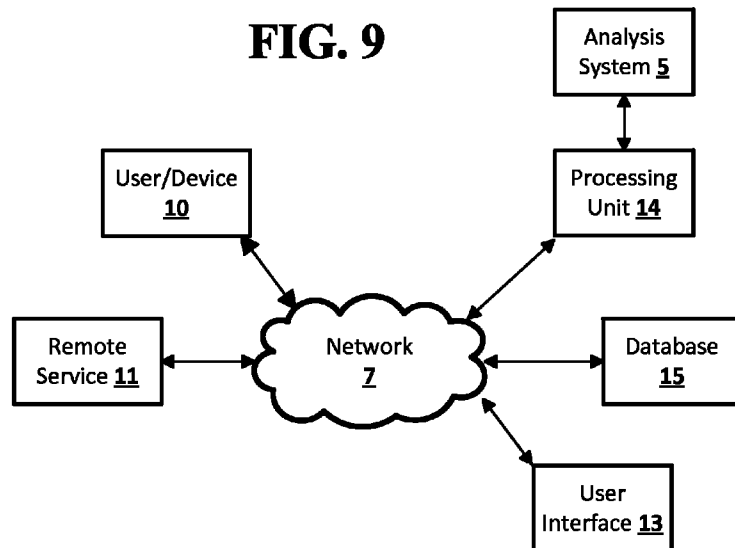 FIG. 9
Analysis
System 5
User/Device
10
Processing
Unit 14
Remote
Service 11
Network
7
Database
15
User
Interface 13